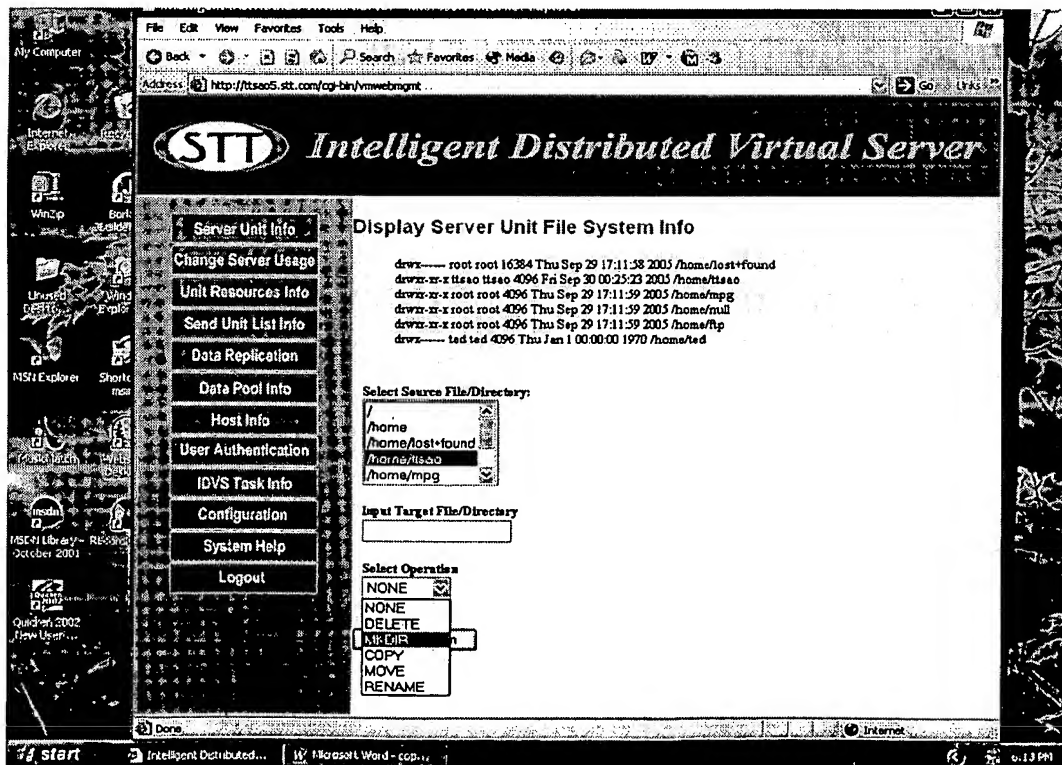 File Edit View Favorites Tools Help
Back Search Favorites Media
Address http://ttsao5.stt.com/cgi-bin/vmwebmgmt Go Links
STT Intelligent Distributed Virtual Server
My Computer
Internet Explorer
WinZip
Unused
MSN Explorer
msdn
MSDN Library - October 2001
Quicken 2002 New User
Server Unit Info
Change Server Usage
Unit Resources Info
Send Unit List Info
Data Replication
Data Pool Info
Host Info
User Authentication
IDVS Task Info
Configuration
System Help
Logout
Display Server Unit File System Info
drwx------ root root 16384 Thu Sep 29 17:11:58 2005 /home/lost+found
drwxr-xr-x ttsao ttsao 4096 Fri Sep 30 00:25:23 2005 /home/ttsao
drwxr-xr-x root root 4096 Thu Sep 29 17:11:59 2005 /home/mpg
drwxr-xr-x root root 4096 Thu Sep 29 17:11:59 2005 /home/null
drwxr-xr-x root root 4096 Thu Sep 29 17:11:59 2005 /home/ftp
drwx------ ted ted 4096 Thu Jan 1 00:00:00 1970 /home/ted
Select Source File/Directory:
/
/home
/home/lost+found
/home/ttsao
/home/mpg
Input Target File/Directory
Select Operation
NONE
NONE
DELETE
MKDIR
COPY
MOVE
RENAME
Done
Internet
start
Intelligent Distributed...
Microsoft Word - cop...
6:13 PM